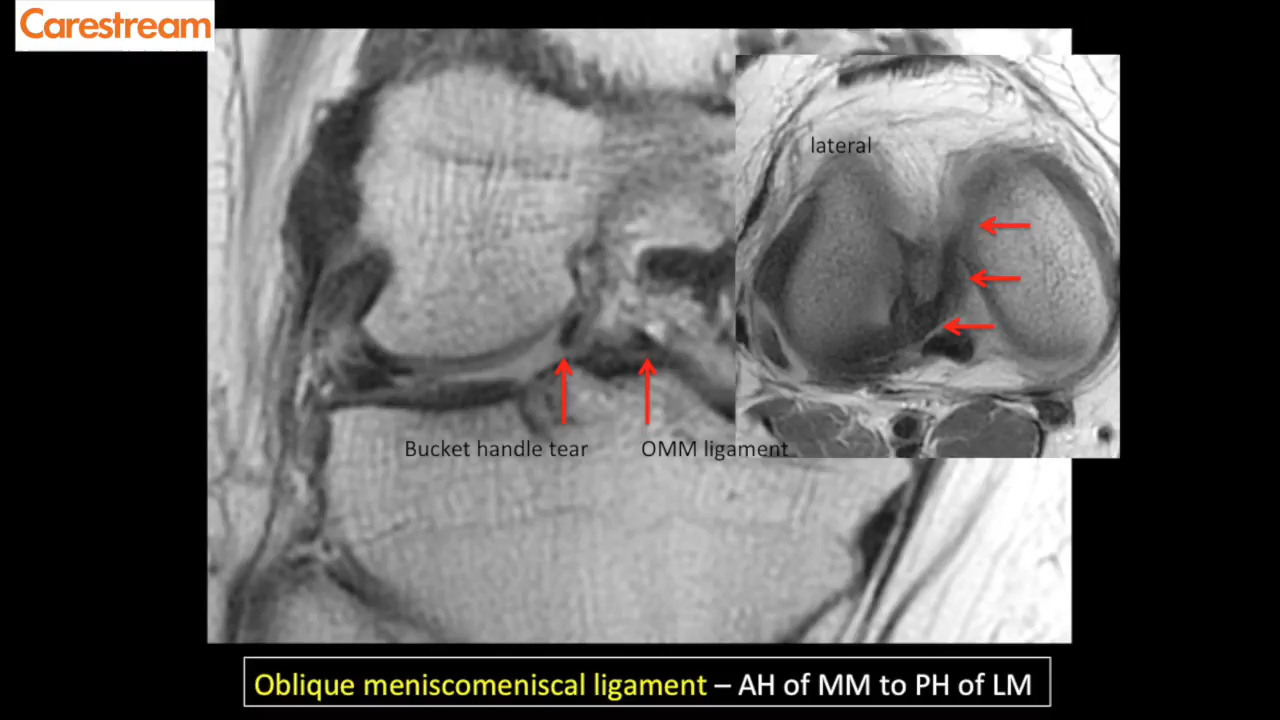 Carestream
lateral
Bucket handle tear
OMM ligament
Oblique meniscomeniscal ligament – AH of MM to PH of LM